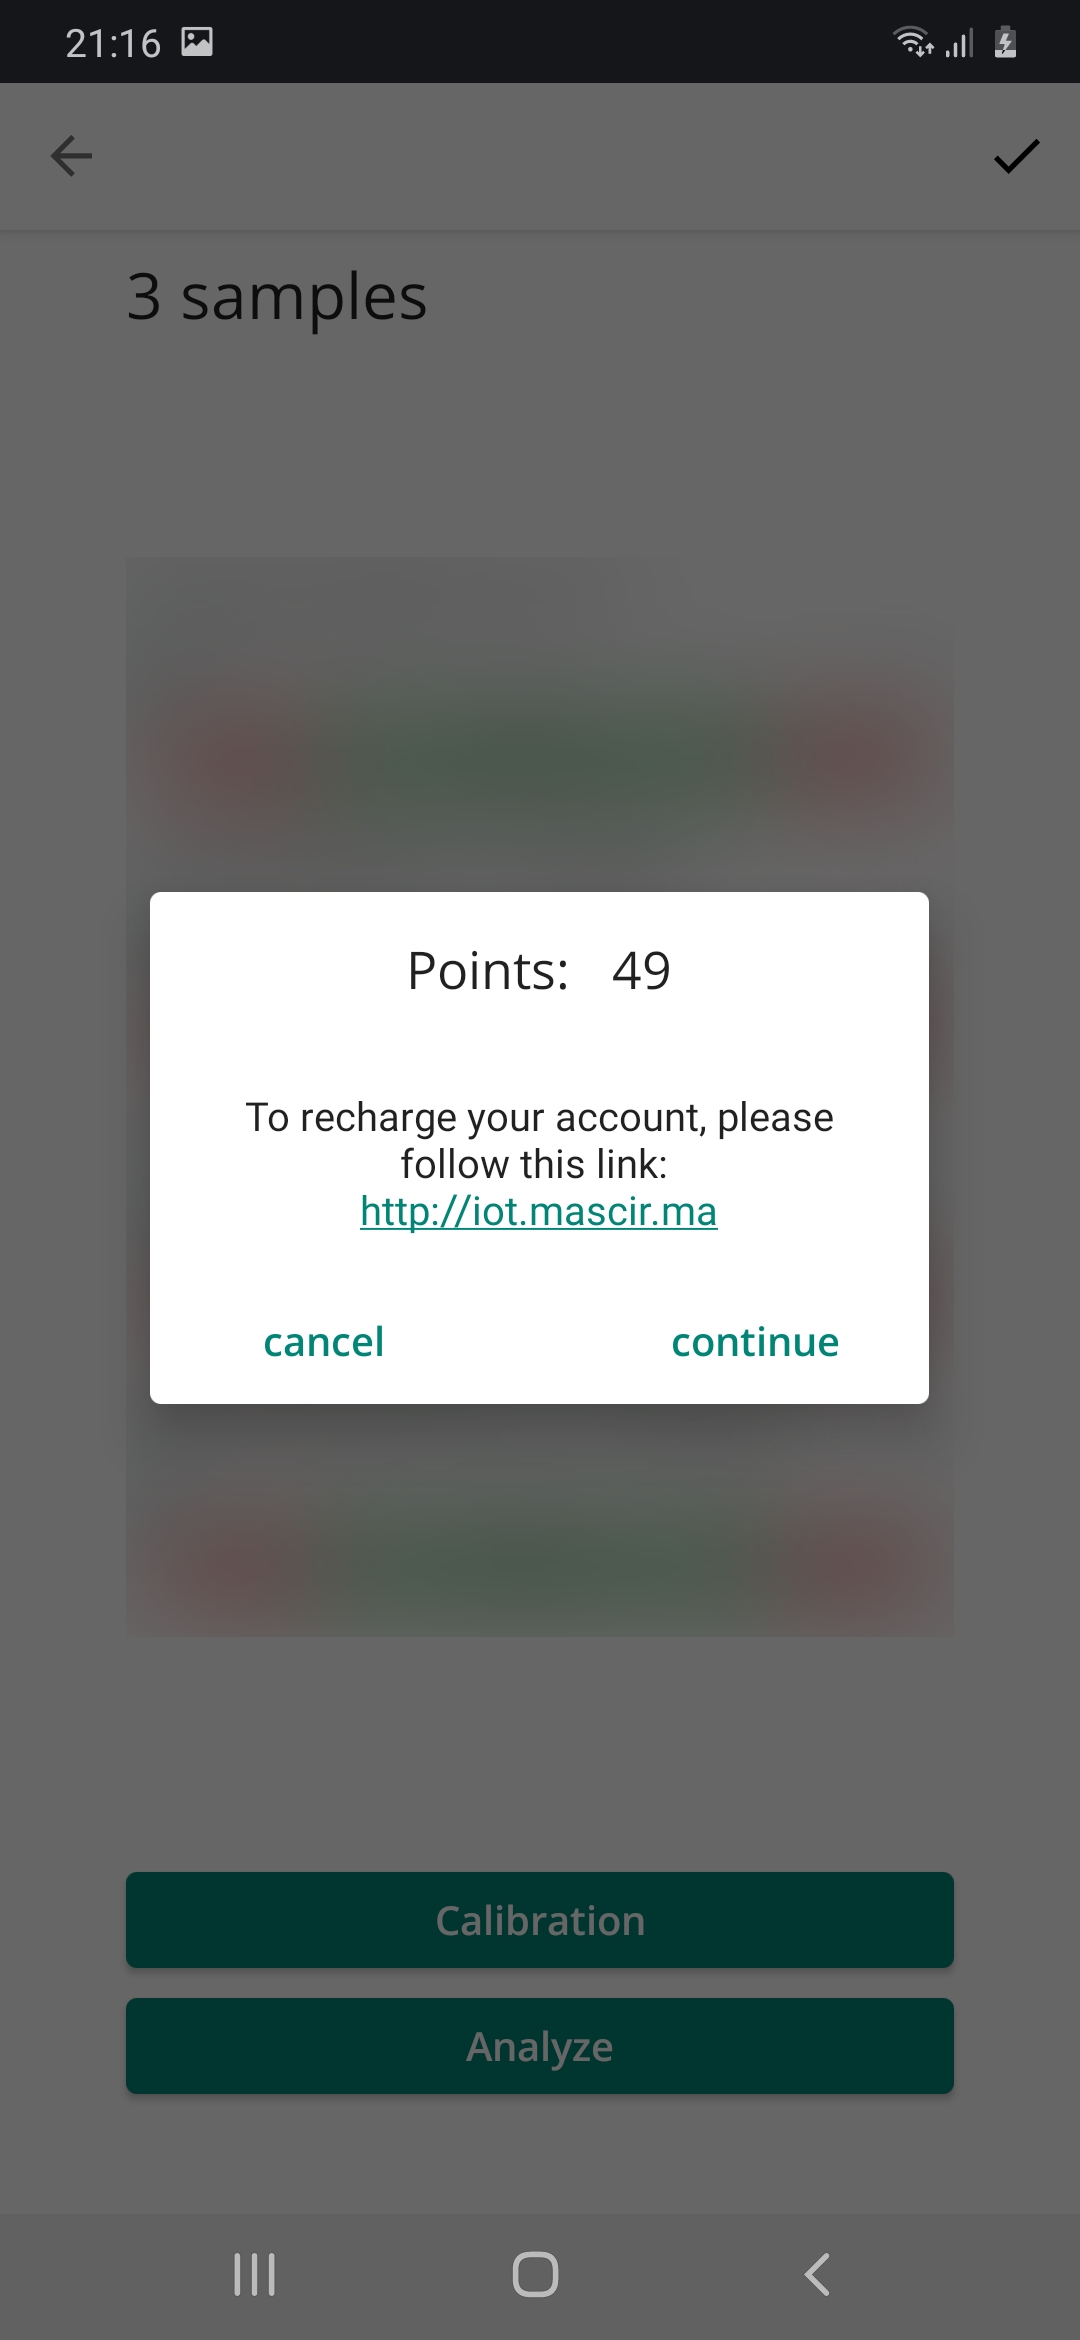 21:16
3 samples
Points: 49
To recharge your account, please
follow this link:
http://iot.mascir.ma
cancel
continue
Calibration
Analyze